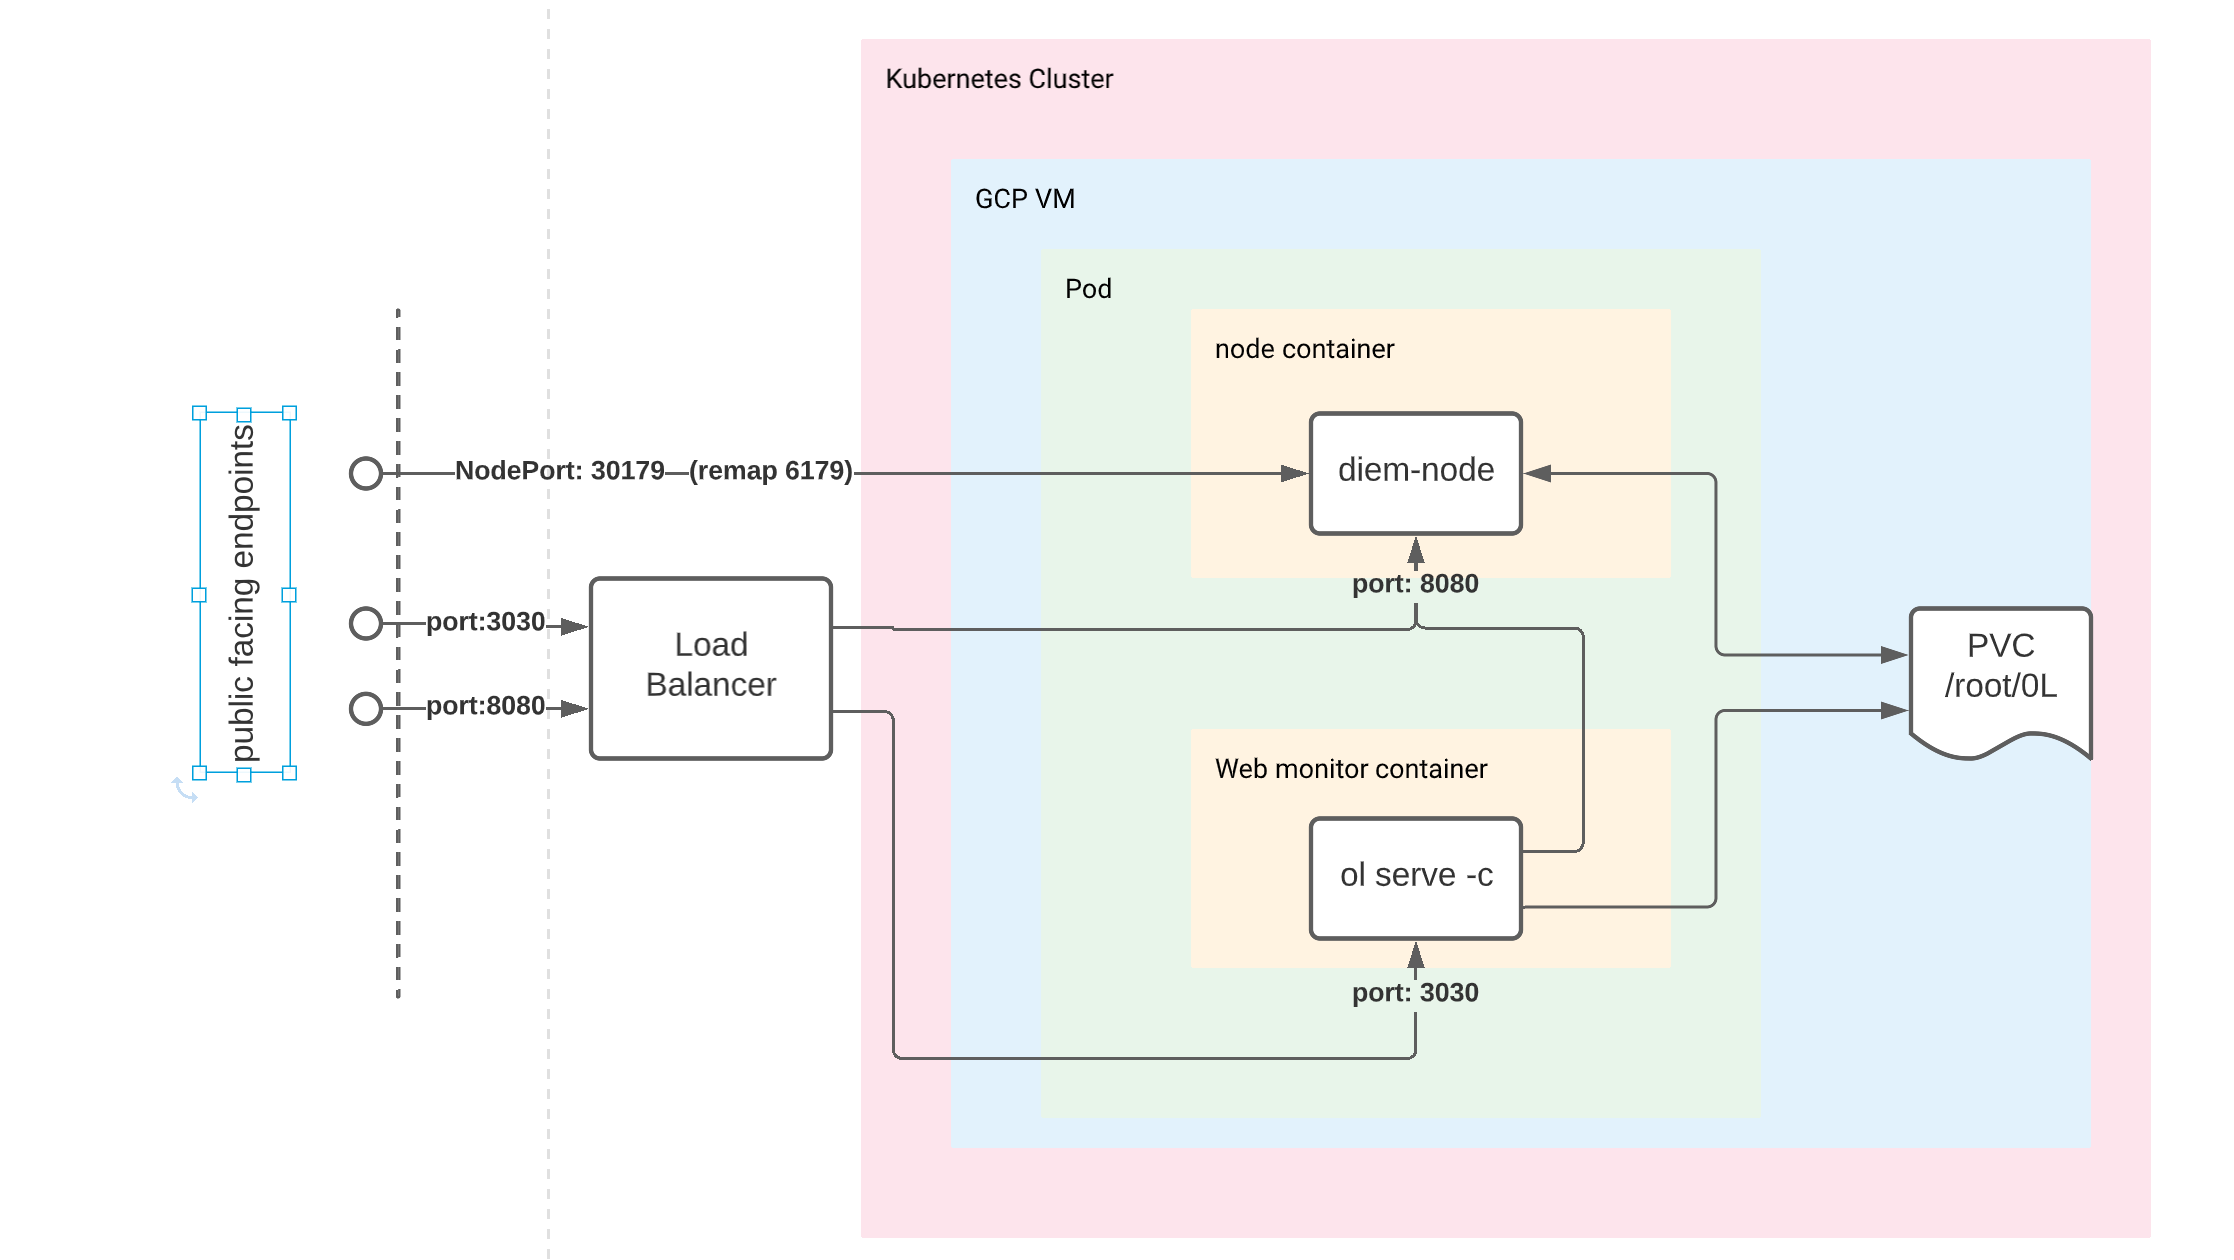 Kubernetes Cluster
GCP VM
Pod
node container
public facing endpoints
NodePort: 30179
(remap 6179)
diem-node
port: 8080
port:3030
port:8080
Load
Balancer
PVC
/root/0L
Web monitor container
ol serve -c
port: 3030